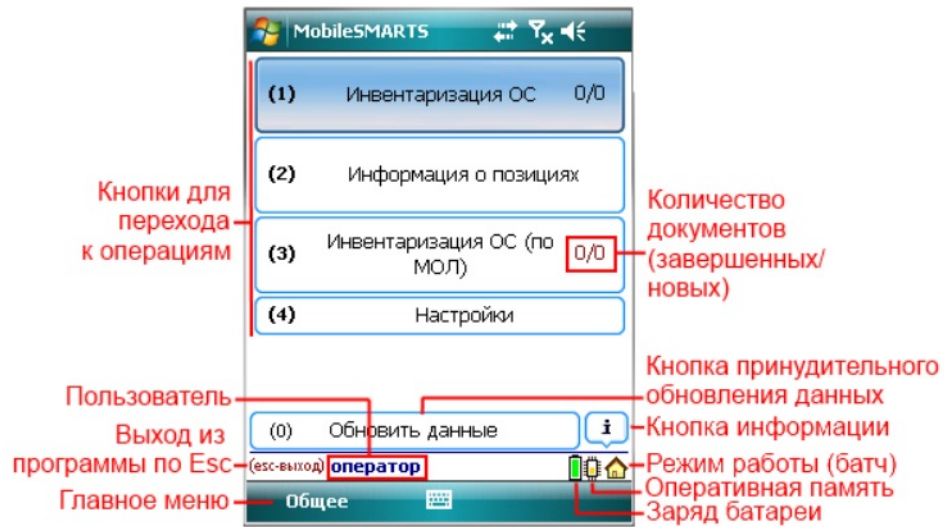 MobileSMARTS
(1) Инвентаризация ОС 0/0
(2) Информация о позициях
Кнопки для
перехода
к операциям
(3) Инвентаризация ОС (по
МОЛ) 0/0
Количество
документов
(завершенных/
новых)
(4) Настройки
Кнопка принудительного
обновления данных
Пользователь
(0) Обновить данные
i
Кнопка информации
Выход из
программы по Esc
(esc-выход) оператор
Режим работы (батч)
Оперативная память
Заряд батареи
Главное меню
Общее